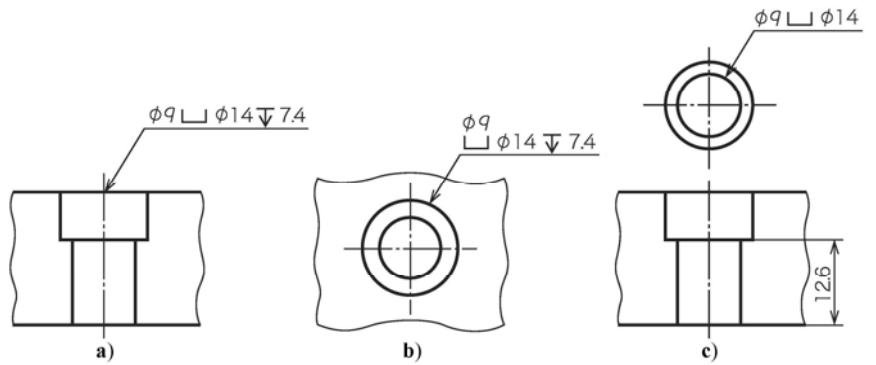 ⌀9 ⌴ ⌀14 ↧ 7.4
⌀9
⌴ ⌀14 ↧ 7.4
⌀9 ⌴ ⌀14
12.6
a)
b)
c)